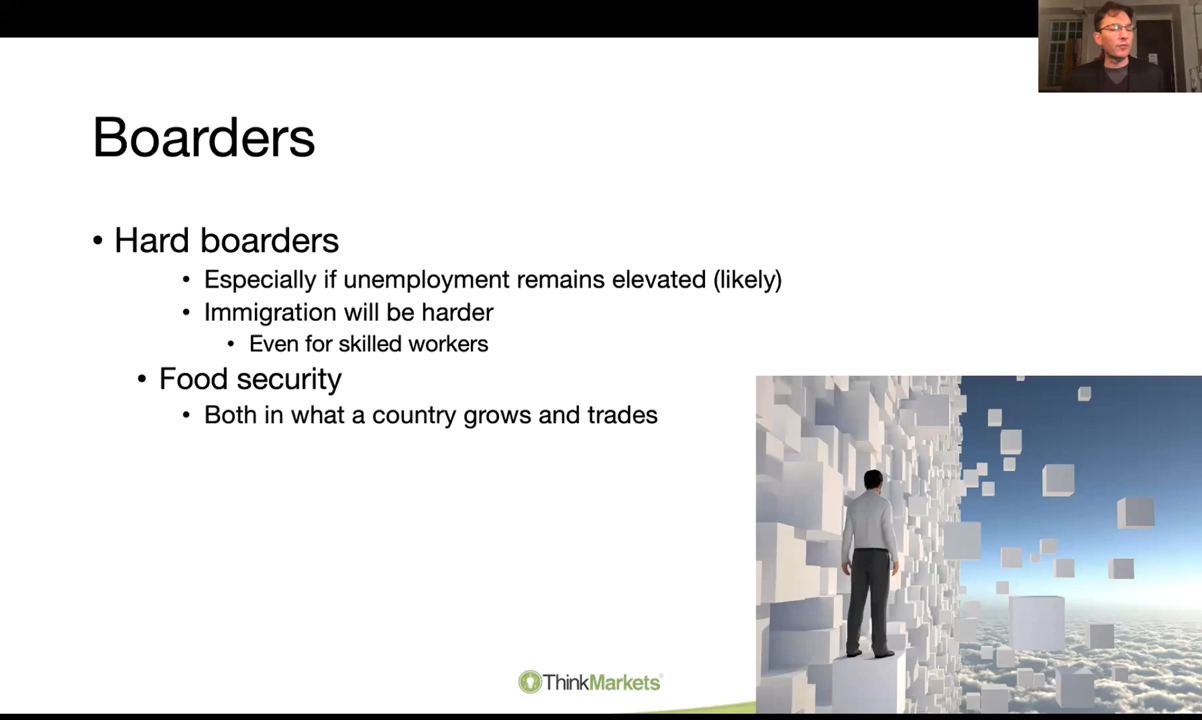 Boarders
• Hard boarders
• Especially if unemployment remains elevated (likely)
• Immigration will be harder
• Even for skilled workers
• Food security
• Both in what a country grows and trades
ThinkMarkets